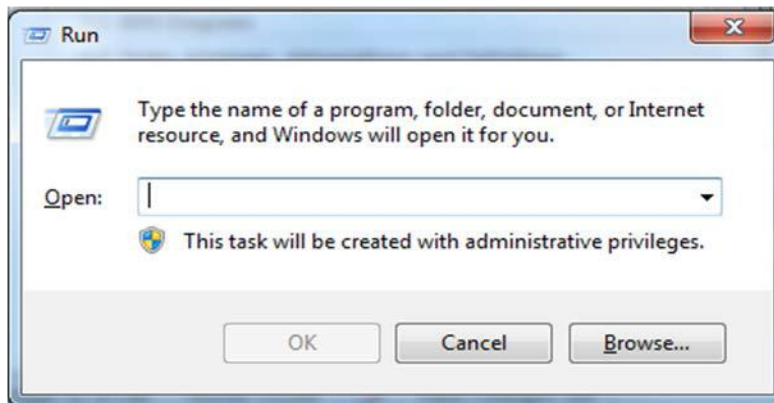 Run
Type the name of a program, folder, document, or Internet
resource, and Windows will open it for you.
Open:
This task will be created with administrative privileges.
OK Cancel Browse...